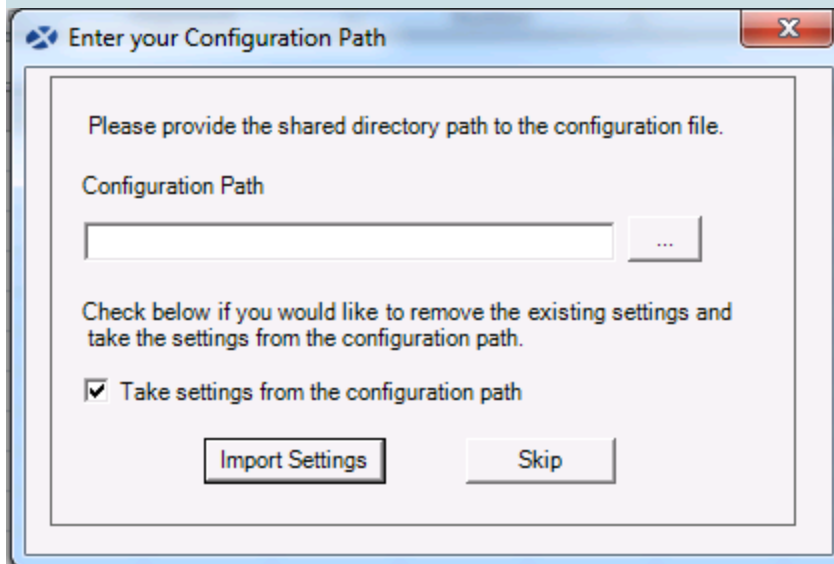 Enter your Configuration Path
Please provide the shared directory path to the configuration file.
Configuration Path
...
Check below if you would like to remove the existing settings and
take the settings from the configuration path.
Take settings from the configuration path
Import Settings
Skip